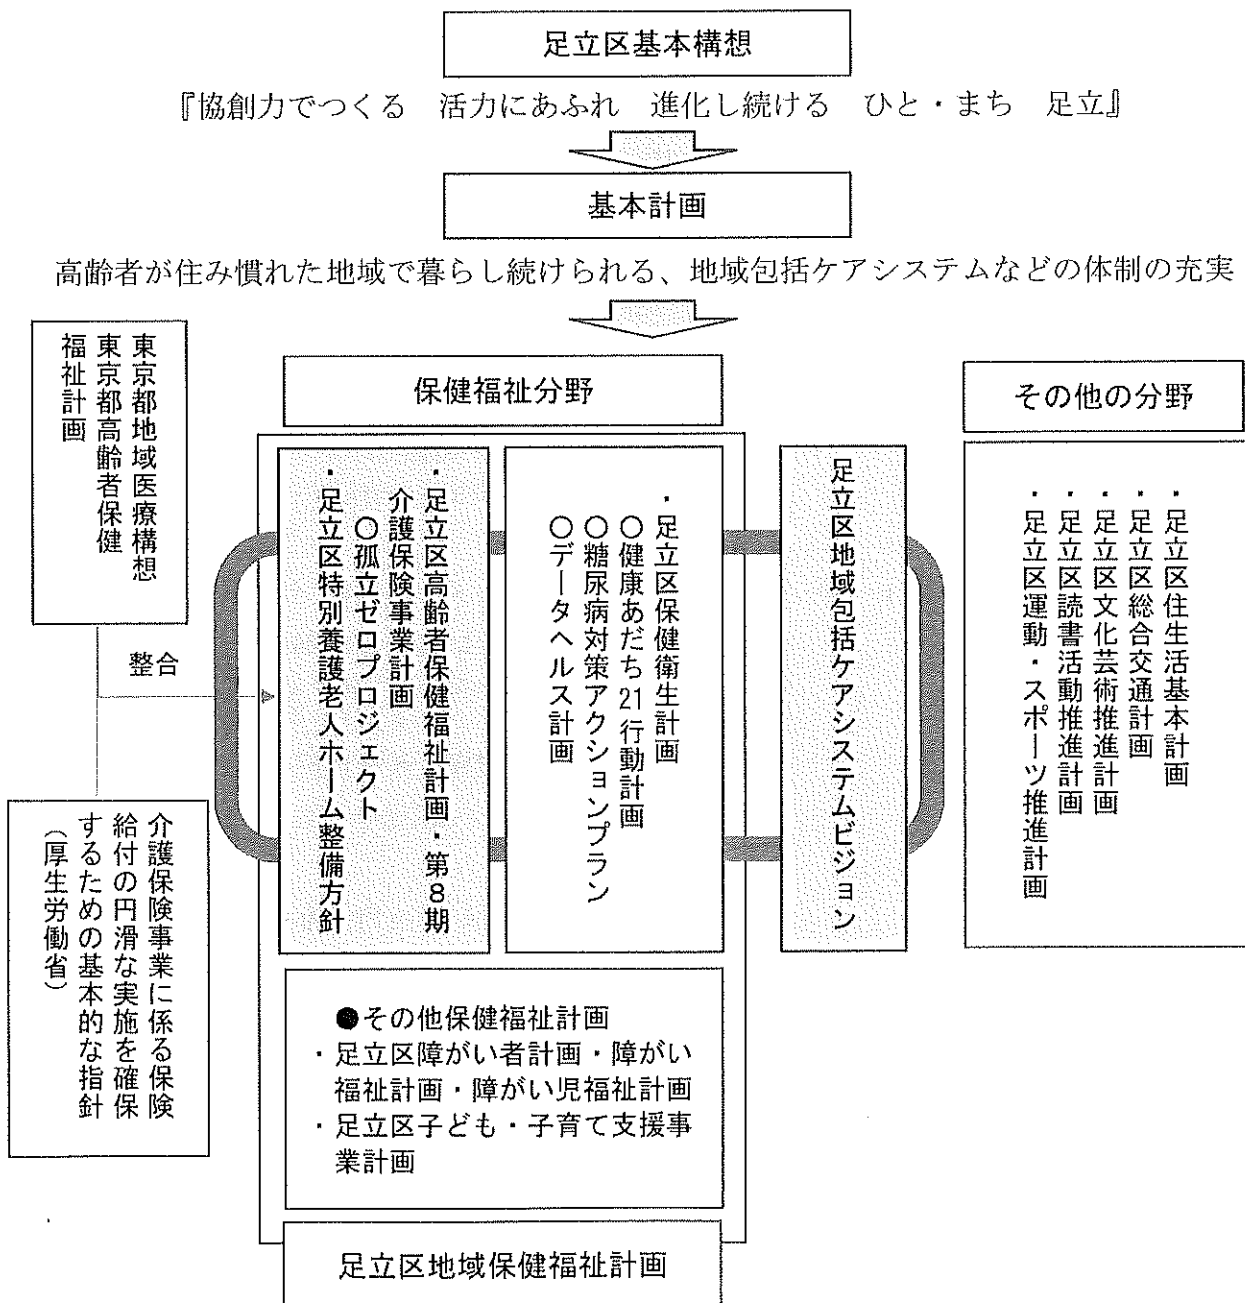 足立区基本構想
『協創力でつくる　活力にあふれ　進化し続ける　ひと・まち　足立』
基本計画
高齢者が住み慣れた地域で暮らし続けられる、地域包括ケアシステムなどの体制の充実
東京都地域医療構想
東京都高齢者保健
福祉計画
整合
介護保険事業に係る保険
給付の円滑な実施を確保
するための基本的な指針
（厚生労働省）
保健福祉分野
・足立区高齢者保健福祉計画・第8期
介護保険事業計画
〇孤立ゼロプロジェクト
・足立区特別養護老人ホーム整備方針
・足立区保健衛生計画
〇健康あだち21行動計画
〇糖尿病対策アクションプラン
〇データヘルス計画
●その他保健福祉計画
・足立区障がい者計画・障がい
福祉計画・障がい児福祉計画
・足立区子ども・子育て支援事
業計画
足立区地域保健福祉計画
足立区地域包括ケアシステムビジョン
その他の分野
・足立区住生活基本計画
・足立区総合交通計画
・足立区文化芸術推進計画
・足立区読書活動推進計画
・足立区運動・スポーツ推進計画